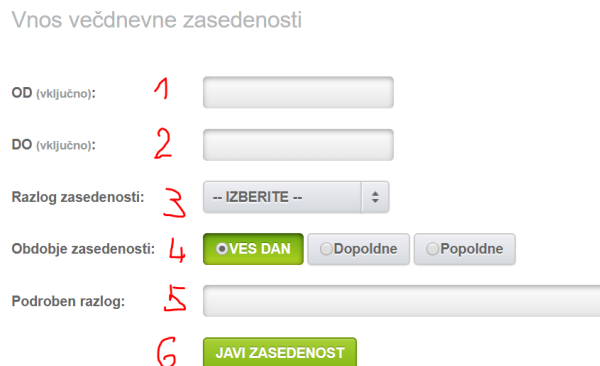 Vnos večdnevne zasedenosti
OD (vključno): 1
DO (vključno): 2
Razlog zasedenosti: 3 -- IZBERITE --
Obdobje zasedenosti: 4 VES DAN Dopoldne Popoldne
Podroben razlog: 5
6 JAVI ZASEDENOST